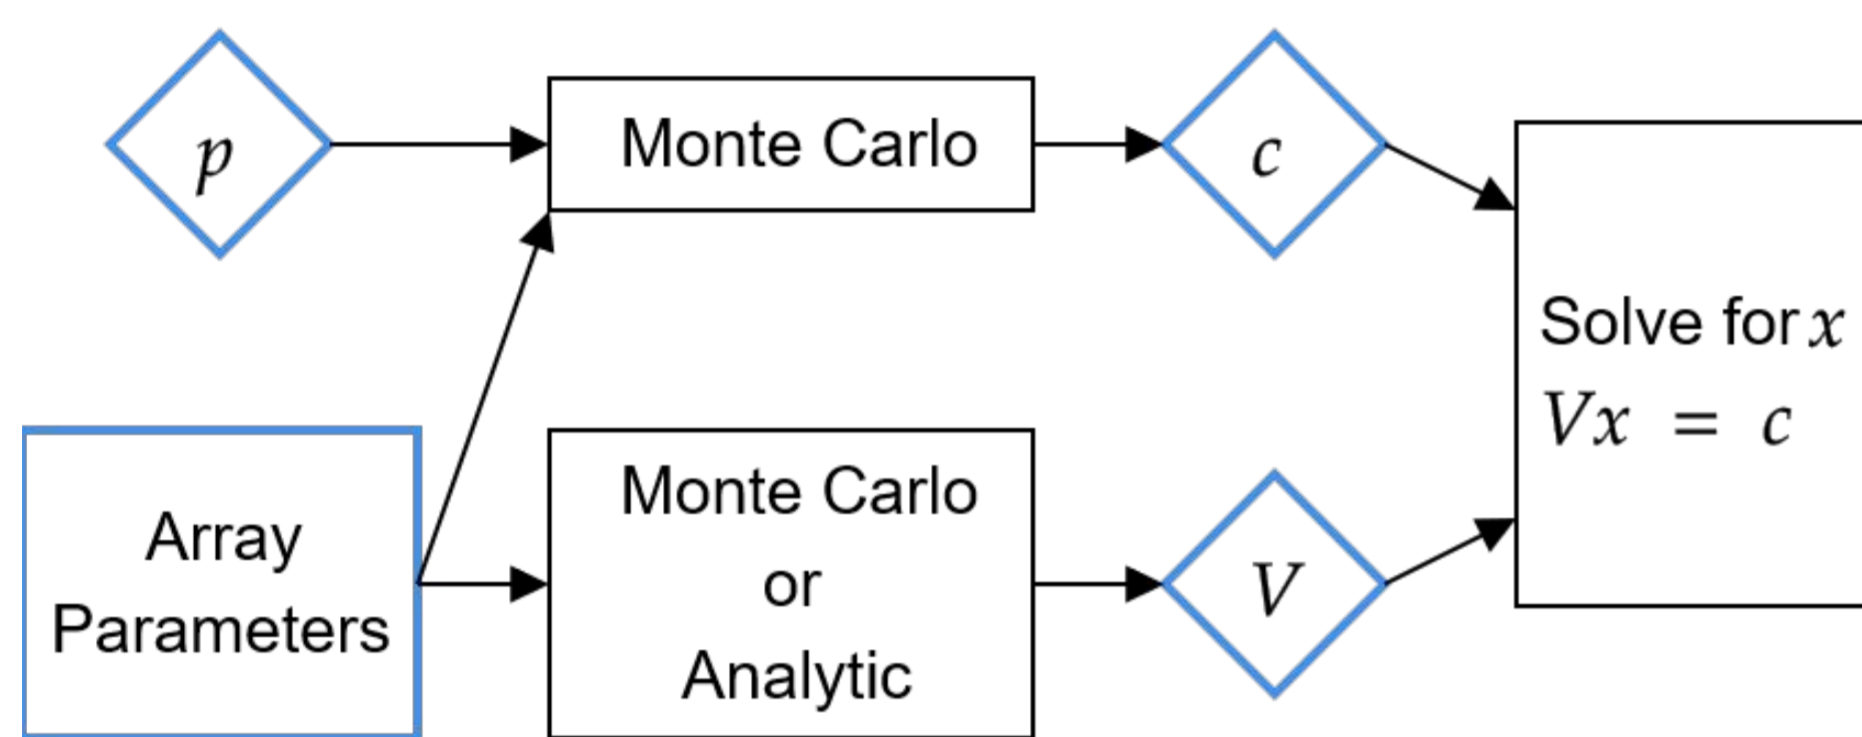 p
Monte Carlo
c
Solve for x
Vx = c
Array
Parameters
Monte Carlo
or
Analytic
V